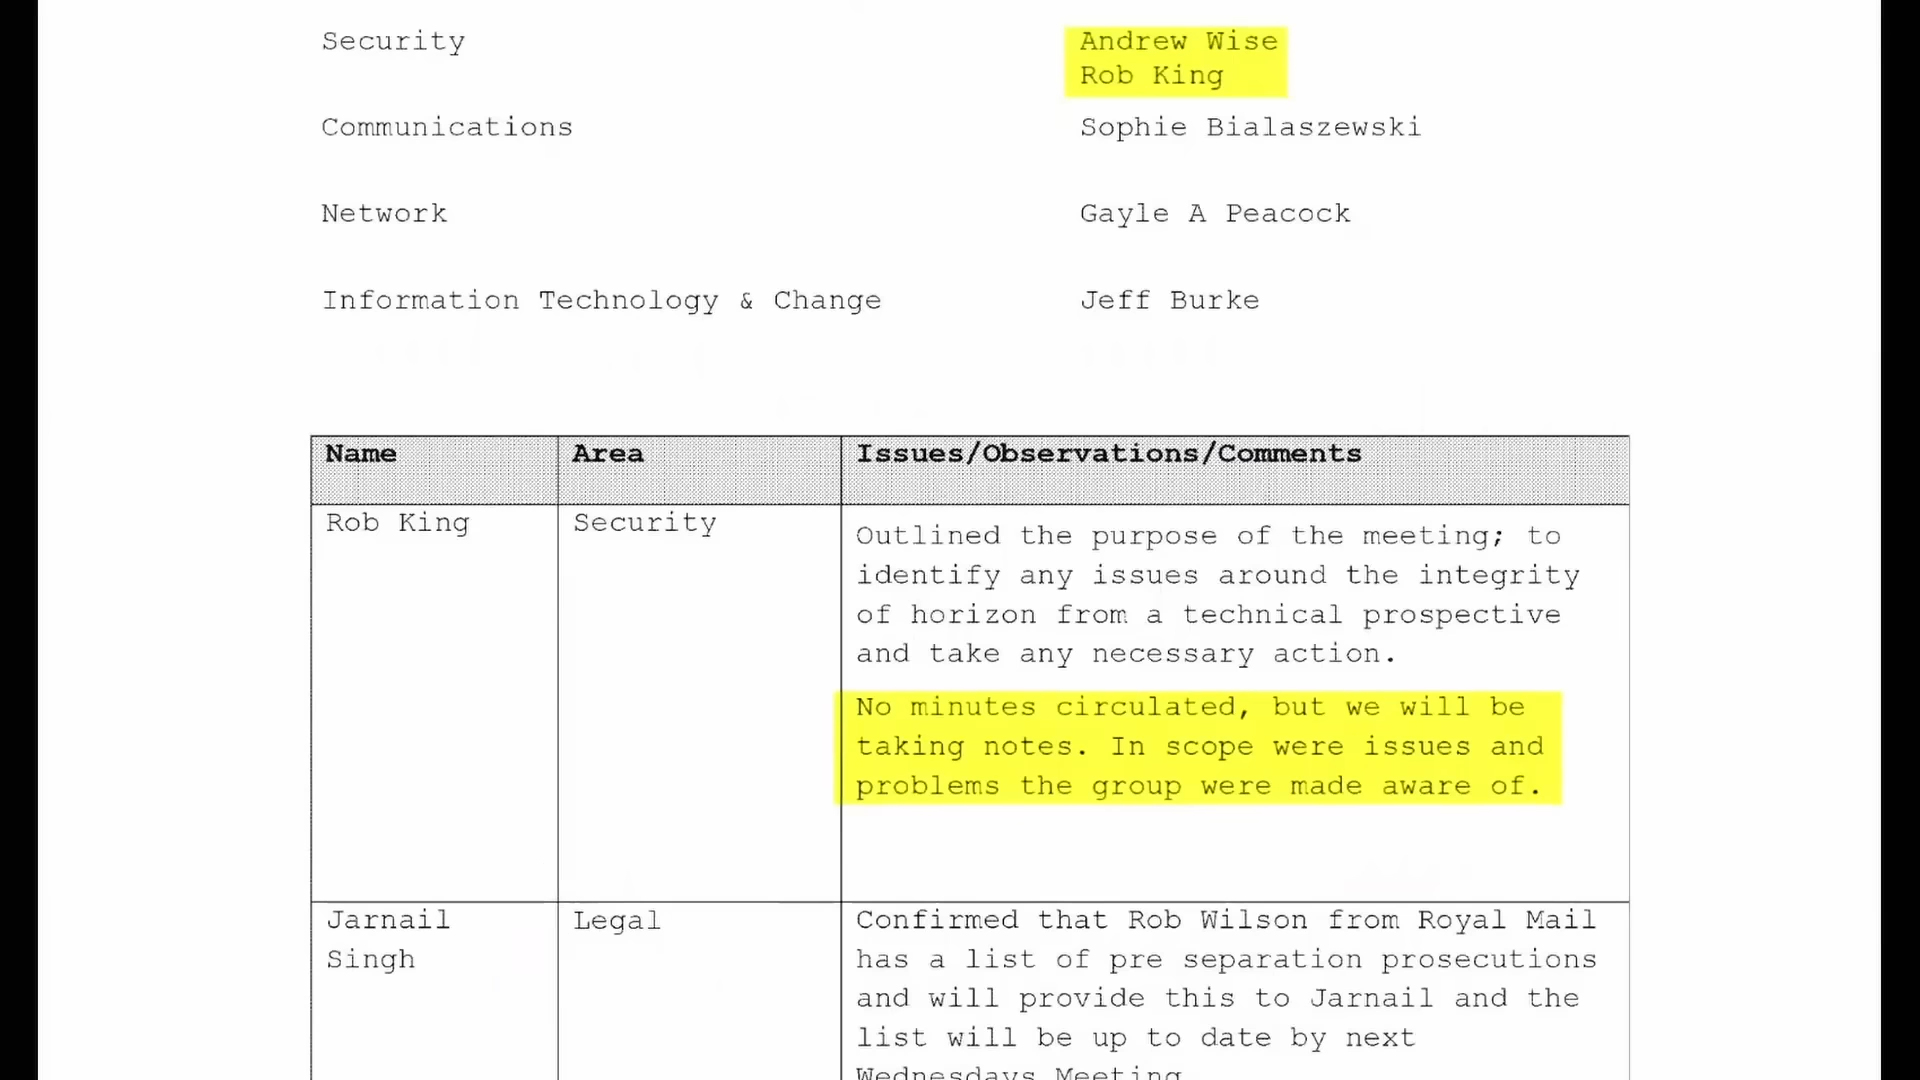 Security Andrew Wise
Rob King
Communications Sophie Bialaszewski
Network Gayle A Peacock
Information Technology & Change Jeff Burke
Name Area Issues/Observations/Comments
Rob King Security
Outlined the purpose of the meeting; to
identify any issues around the integrity
of horizon from a technical prospective
and take any necessary action.
No minutes circulated, but we will be
taking notes. In scope were issues and
problems the group were made aware of.
Jarnail Legal Confirmed that Rob Wilson from Royal Mail
Singh has a list of pre separation prosecutions
and will provide this to Jarnail and the
list will be up to date by next
Wednesdays Meeting